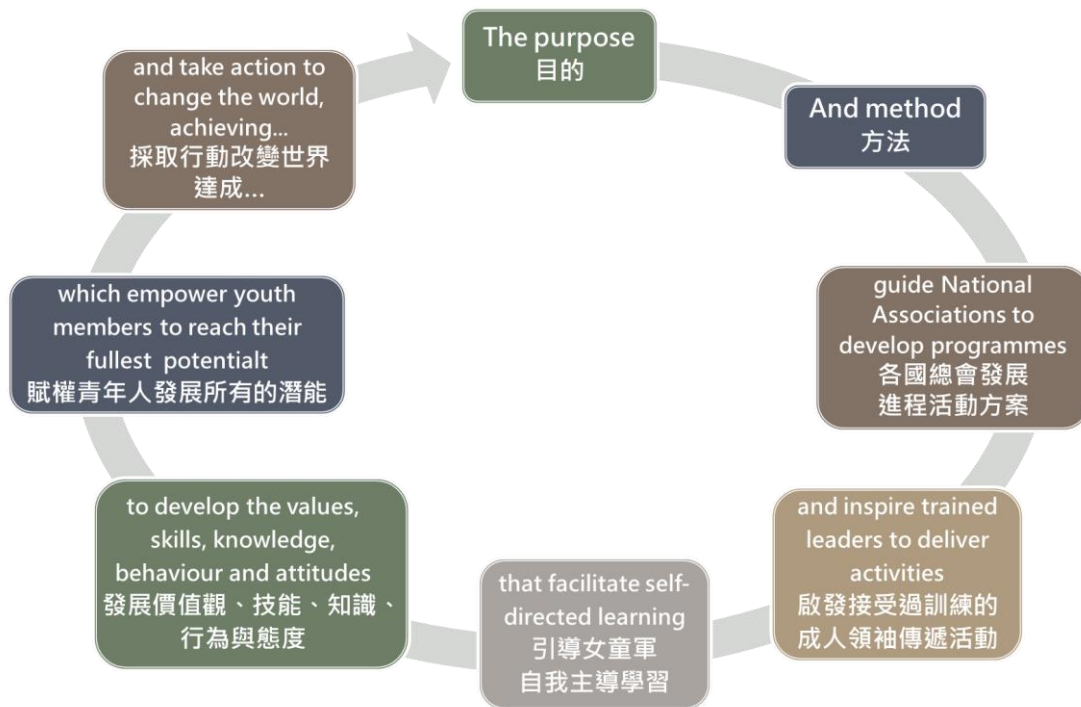 The purpose
目的
And method
方法
guide National
Associations to
develop programmes
各國總會發展
進程活動方案
and inspire trained
leaders to deliver
activities
啟發接受過訓練的
成人領袖傳遞活動
that facilitate self-
directed learning
引導女童軍
自我主導學習
to develop the values,
skills, knowledge,
behaviour and attitudes
發展價值觀、技能、知識、
行為與態度
which empower youth
members to reach their
fullest potentialt
賦權青年人發展所有的潛能
and take action to
change the world,
achieving...
採取行動改變世界
達成...